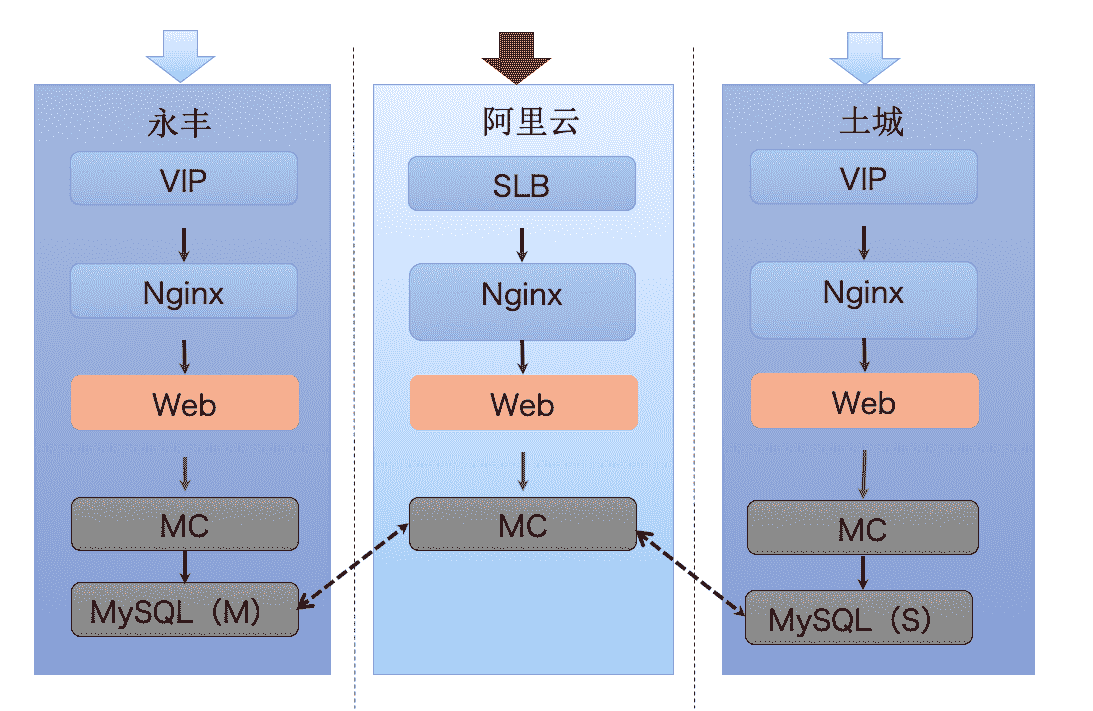 永丰
VIP
Nginx
Web
MC
MySQL（M）
阿里云
SLB
Nginx
Web
MC
土城
VIP
Nginx
Web
MC
MySQL（S）